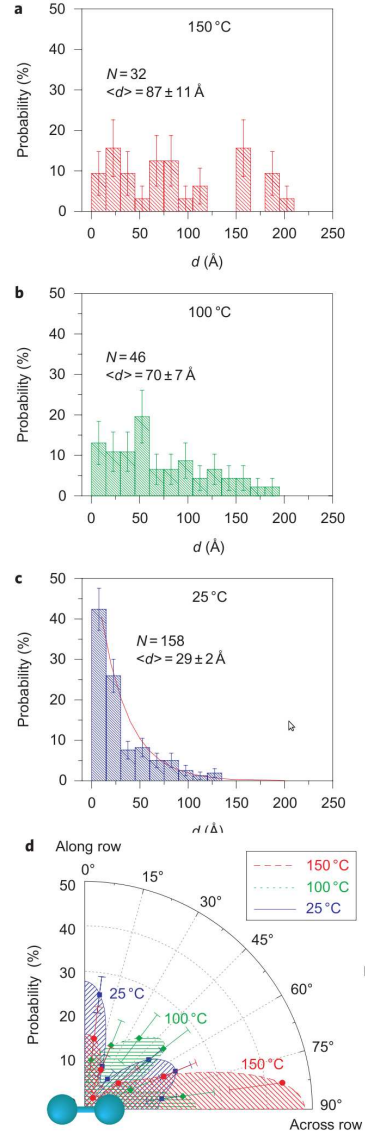 a
150 °C
N = 32
<d> = 87 ± 11 Å
Probability (%)
50
40
30
20
10
0
0 50 100 150 200 250
d (Å)
b
100 °C
N = 46
<d> = 70 ± 7 Å
Probability (%)
50
40
30
20
10
0
0 50 100 150 200 250
d (Å)
c
25 °C
N = 158
<d> = 29 ± 2 Å
Probability (%)
50
40
30
20
10
0
0 50 100 150 200 250
d (Å)
d
Along row
0°
15°
30°
45°
60°
75°
90°
Across row
150 °C
100 °C
25 °C
Probability (%)
50
40
30
20
10
25 °C
100 °C
150 °C